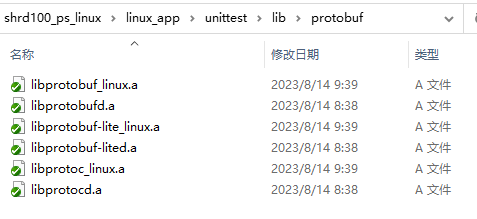 shrd100_ps_linux > linux_app > unittest > lib > protobuf
名称 修改日期 类型
libprotobuf_linux.a 2023/8/14 9:39 A 文件
libprotobufd.a 2023/8/14 8:38 A 文件
libprotobuf-lite_linux.a 2023/8/14 9:39 A 文件
libprotobuf-lited.a 2023/8/14 8:38 A 文件
libprotoc_linux.a 2023/8/14 9:39 A 文件
libprotocd.a 2023/8/14 8:38 A 文件